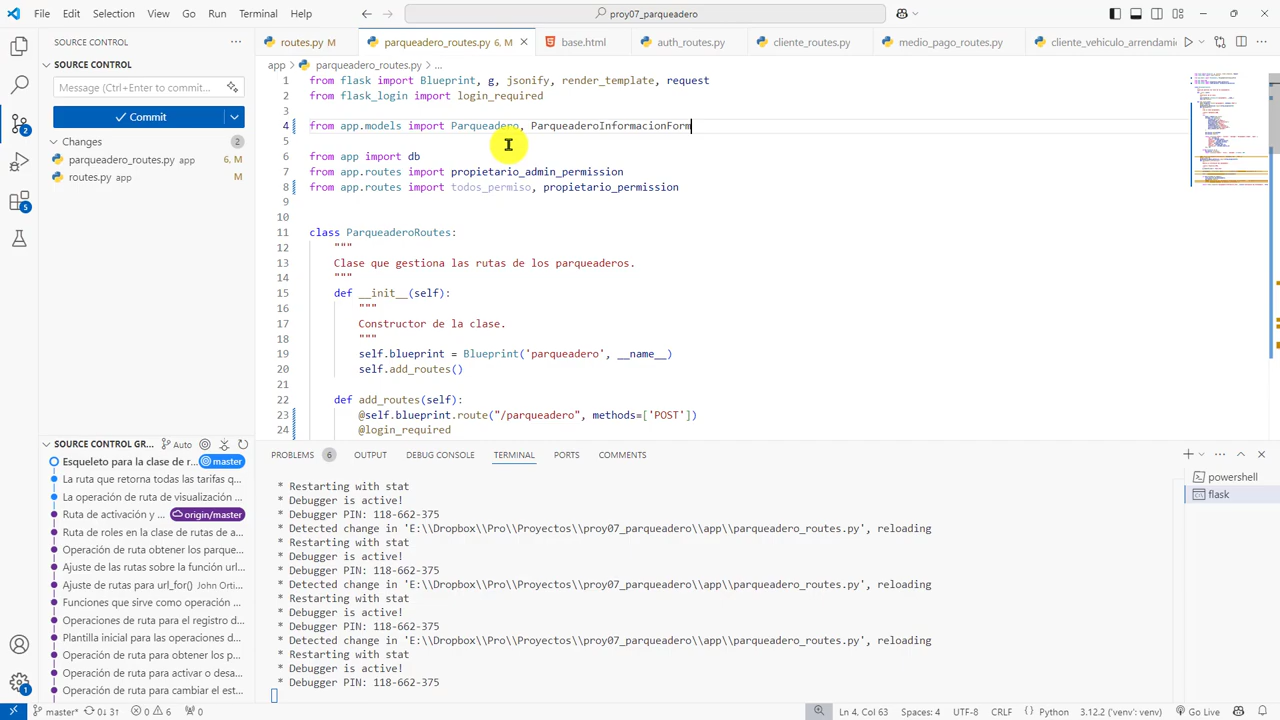 File Edit Selection View Go Run Terminal Help
proy07_parqueadero
SOURCE CONTROL
routes.py M
parqueadero_routes.py 6, M
base.html
auth_routes.py
cliente_routes.py
medio_pago_routes.py
cliente_vehiculo_arrendami
SOURCE CONTROL
app > parqueadero_routes.py > ...
Message (Ctrl+Enter to commit...
Commit
Changes 2
parqueadero_routes.py app 6, M
routes.py app M
2
5
1
1 from flask import Blueprint, g, jsonify, render_template, request
2 from flask_login import login_required
3
4 from app.models import Parqueadero, ParqueaderoInformacionForm
5
6 from app import db
7 from app.routes import propietario_admin_permission
8 from app.routes import
9
10
11 class ParqueaderoRoutes:
12 """
13 Clase que gestiona las rutas de los parqueaderos.
14 """
15 def __init__(self):
16 """
17 Constructor de la clase.
18 """
19 self.blueprint = Blueprint('parqueadero', __name__)
20 self.add_routes()
21
22 def add_routes(self):
23 @self.blueprint.route("/parqueadero", methods=['POST'])
24 @login_required
SOURCE CONTROL GR... Auto
Esqueleto para la clase de r... master
La ruta que retorna todas las tarifas q...
La operación de ruta de visualización ...
Ruta de activación y ... origin/master
Ruta de roles en la clase de rutas de a...
Operación de ruta obtener los parque...
Ajuste de las rutas sobre la función url...
Ajuste de rutas para url_for() John Orti...
Funciones que sirve como operación ...
Operaciones de ruta para el registro d...
Plantilla inicial para las operaciones d...
Operación de ruta para obtener los p...
Operación de ruta para activar o desa...
Operación de ruta para cambiar el est...
PROBLEMS 6 OUTPUT DEBUG CONSOLE TERMINAL PORTS COMMENTS
powershell
flask
* Restarting with stat
* Debugger is active!
* Debugger PIN: 118-662-375
* Detected change in 'E:\\Dropbox\\Pro\\Proyectos\\proy07_parqueadero\\app\\parqueadero_routes.py', reloading
* Restarting with stat
* Debugger is active!
* Debugger PIN: 118-662-375
* Detected change in 'E:\\Dropbox\\Pro\\Proyectos\\proy07_parqueadero\\app\\parqueadero_routes.py', reloading
* Restarting with stat
* Debugger is active!
* Debugger PIN: 118-662-375
* Detected change in 'E:\\Dropbox\\Pro\\Proyectos\\proy07_parqueadero\\app\\parqueadero_routes.py', reloading
* Restarting with stat
* Debugger is active!
* Debugger PIN: 118-662-375
master* 0↓ 31↑ 0 6 0 Ln 4, Col 63 Spaces: 4 UTF-8 CRLF Python 3.12.2 ('venv': venv) Go Live